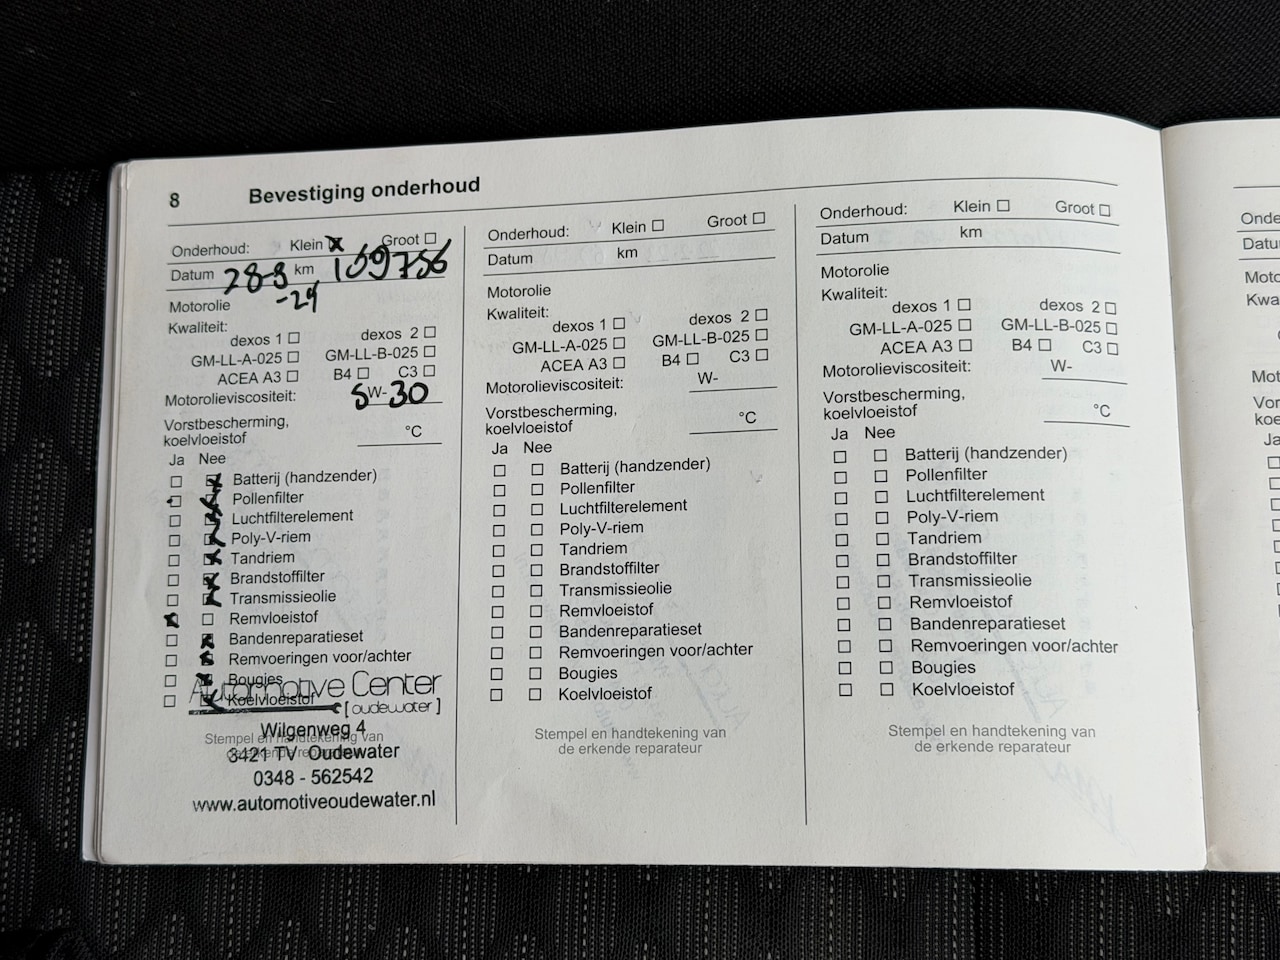 8 Bevestiging onderhoud
Onderhoud: Klein ☒ Groot ☐
Datum 28-3 km 159756
-24
Motorolie
Kwaliteit:
dexos 1 ☐ dexos 2 ☐
GM-LL-A-025 ☐ GM-LL-B-025 ☐
ACEA A3 ☐ B4 ☐ C3 ☐
Motorolieviscositeit: 5W-30
Vorstbescherming,
koelvloeistof °C
Ja Nee
☐ ☒ Batterij (handzender)
☐ ☒ Pollenfilter
☐ ☒ Luchtfilterelement
☐ ☒ Poly-V-riem
☐ ☒ Tandriem
☐ ☒ Brandstoffilter
☐ ☒ Transmissieolie
☒ ☐ Remvloeistof
☐ ☒ Bandenreparatieset
☐ ☒ Remvoeringen voor/achter
☐ ☒ Bougies
☐ ☒ Koelvloeistof
Automotive Center
[oudewater]
Stempel en handtekening van
de erkende reparateur
Wilgenweg 4
3421 TV Oudewater
0348 - 562542
www.automotiveoudewater.nl
Onderhoud: Klein ☐ Groot ☐
Datum km
Motorolie
Kwaliteit:
dexos 1 ☐ dexos 2 ☐
GM-LL-A-025 ☐ GM-LL-B-025 ☐
ACEA A3 ☐ B4 ☐ C3 ☐
Motorolieviscositeit: W-
Vorstbescherming,
koelvloeistof °C
Ja Nee
☐ ☐ Batterij (handzender)
☐ ☐ Pollenfilter
☐ ☐ Luchtfilterelement
☐ ☐ Poly-V-riem
☐ ☐ Tandriem
☐ ☐ Brandstoffilter
☐ ☐ Transmissieolie
☐ ☐ Remvloeistof
☐ ☐ Bandenreparatieset
☐ ☐ Remvoeringen voor/achter
☐ ☐ Bougies
☐ ☐ Koelvloeistof
Stempel en handtekening van
de erkende reparateur
Onderhoud: Klein ☐ Groot ☐
Datum km
Motorolie
Kwaliteit:
dexos 1 ☐ dexos 2 ☐
GM-LL-A-025 ☐ GM-LL-B-025 ☐
ACEA A3 ☐ B4 ☐ C3 ☐
Motorolieviscositeit: W-
Vorstbescherming,
koelvloeistof °C
Ja Nee
☐ ☐ Batterij (handzender)
☐ ☐ Pollenfilter
☐ ☐ Luchtfilterelement
☐ ☐ Poly-V-riem
☐ ☐ Tandriem
☐ ☐ Brandstoffilter
☐ ☐ Transmissieolie
☐ ☐ Remvloeistof
☐ ☐ Bandenreparatieset
☐ ☐ Remvoeringen voor/achter
☐ ☐ Bougies
☐ ☐ Koelvloeistof
Stempel en handtekening van
de erkende reparateur